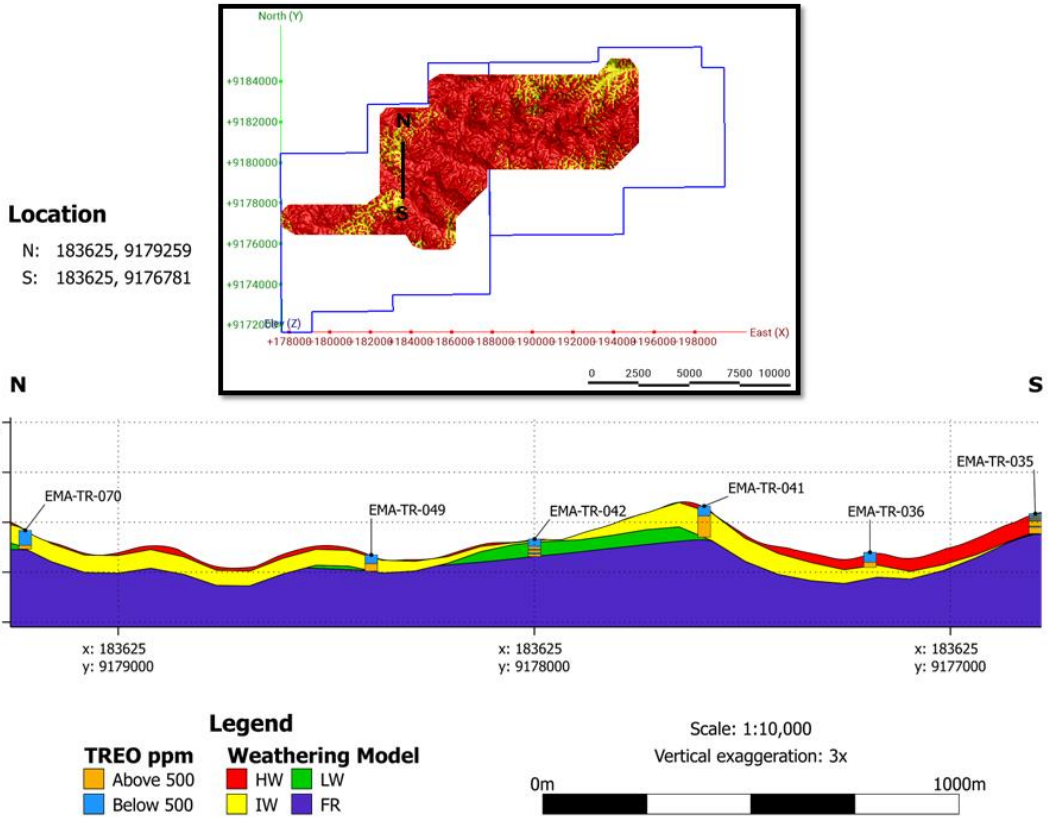 North (Y)
+9184000
+9182000
+9180000
+9178000
+9176000
+9174000
+9172000
Elev (Z)
N
S
+178000 +180000 +182000 +184000 +186000 +188000 +190000 +192000 +194000 +196000 +198000
East (X)
0 2500 5000 7500 10000
Location
N: 183625, 9179259
S: 183625, 9176781
N
S
EMA-TR-070
EMA-TR-049
EMA-TR-042
EMA-TR-041
EMA-TR-036
EMA-TR-035
x: 183625
y: 9179000
x: 183625
y: 9178000
x: 183625
y: 9177000
Legend
TREO ppm
Above 500
Below 500
Weathering Model
HW LW
IW FR
Scale: 1:10,000
Vertical exaggeration: 3x
0m 1000m